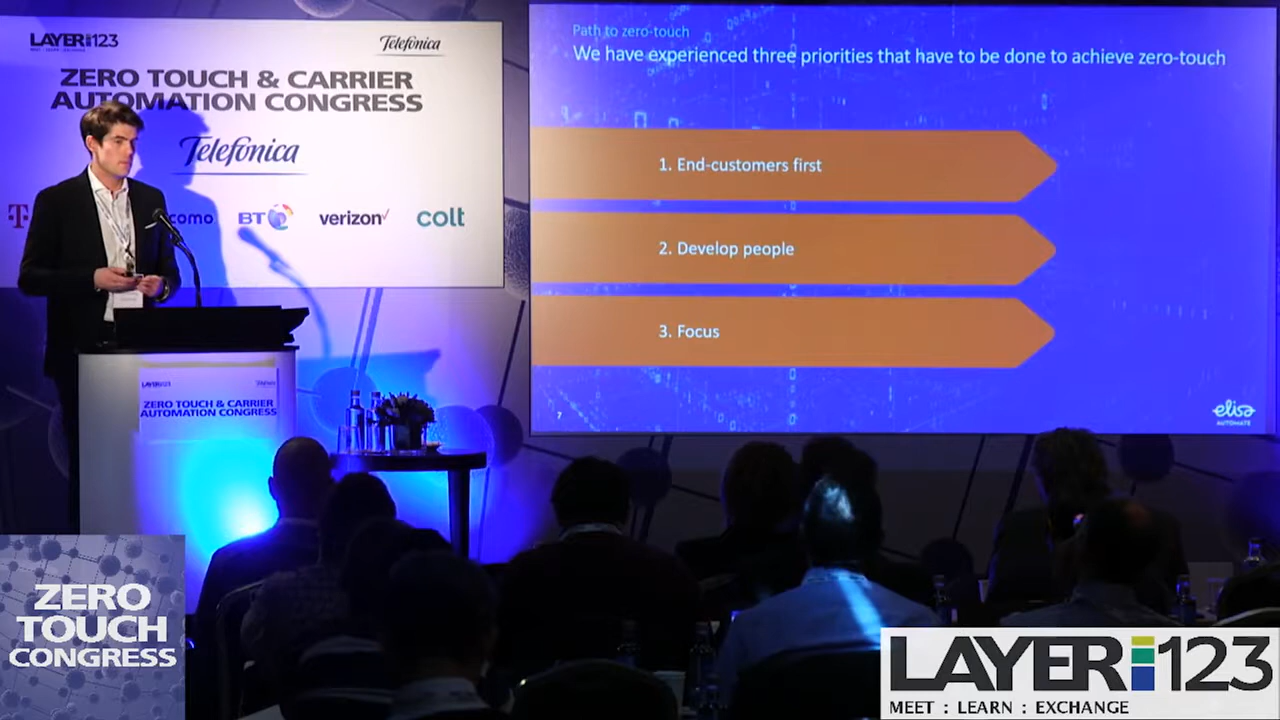 LAYER123
Telefónica
ZERO TOUCH & CARRIER
AUTOMATION CONGRESS
Telefónica
T
como
BT
verizon
colt
Path to zero-touch
We have experienced three priorities that have to be done to achieve zero-touch
1. End-customers first
2. Develop people
3. Focus
7
elisa
AUTOMATE
ZERO TOUCH & CARRIER
AUTOMATION CONGRESS
ZERO
TOUCH
CONGRESS
LAYER123
MEET : LEARN : EXCHANGE